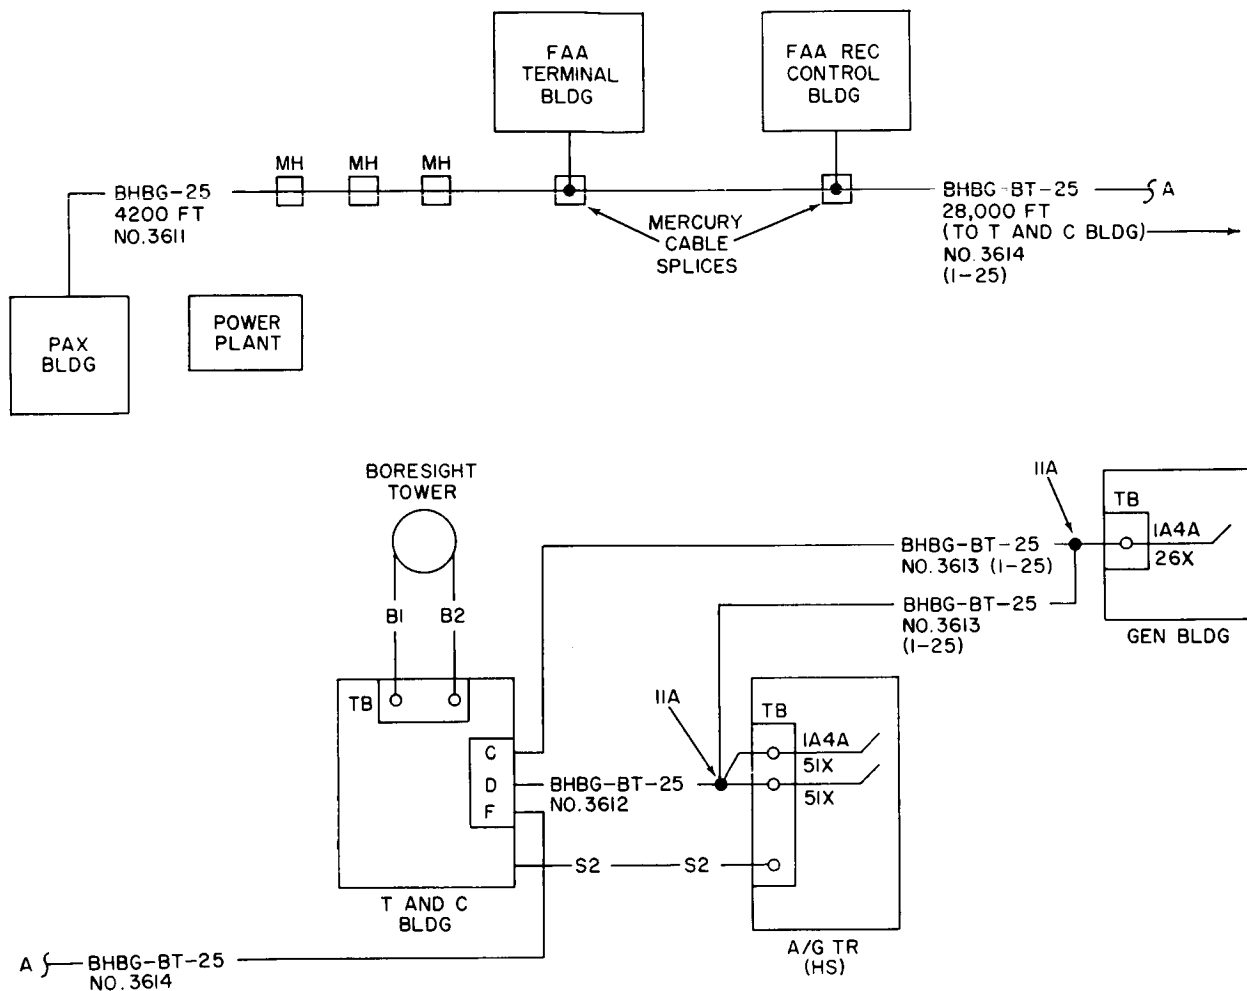 FAA
TERMINAL
BLDG
FAA REC
CONTROL
BLDG
MH
MH
MH
BHBG-25
4200 FT
NO.3611
MERCURY
CABLE
SPLICES
BHBG-BT-25
28,000 FT
(TO T AND C BLDG)
NO.3614
(1-25)
A
PAX
BLDG
POWER
PLANT
BORESIGHT
TOWER
B1
B2
TB
C
D
F
T AND C
BLDG
BHBG-BT-25
NO.3613 (1-25)
BHBG-BT-25
NO.3613
(1-25)
11A
TB
1A4A
26X
GEN BLDG
11A
BHBG-BT-25
NO.3612
TB
1A4A
51X
51X
S2
S2
A/G TR
(HS)
A
BHBG-BT-25
NO.3614